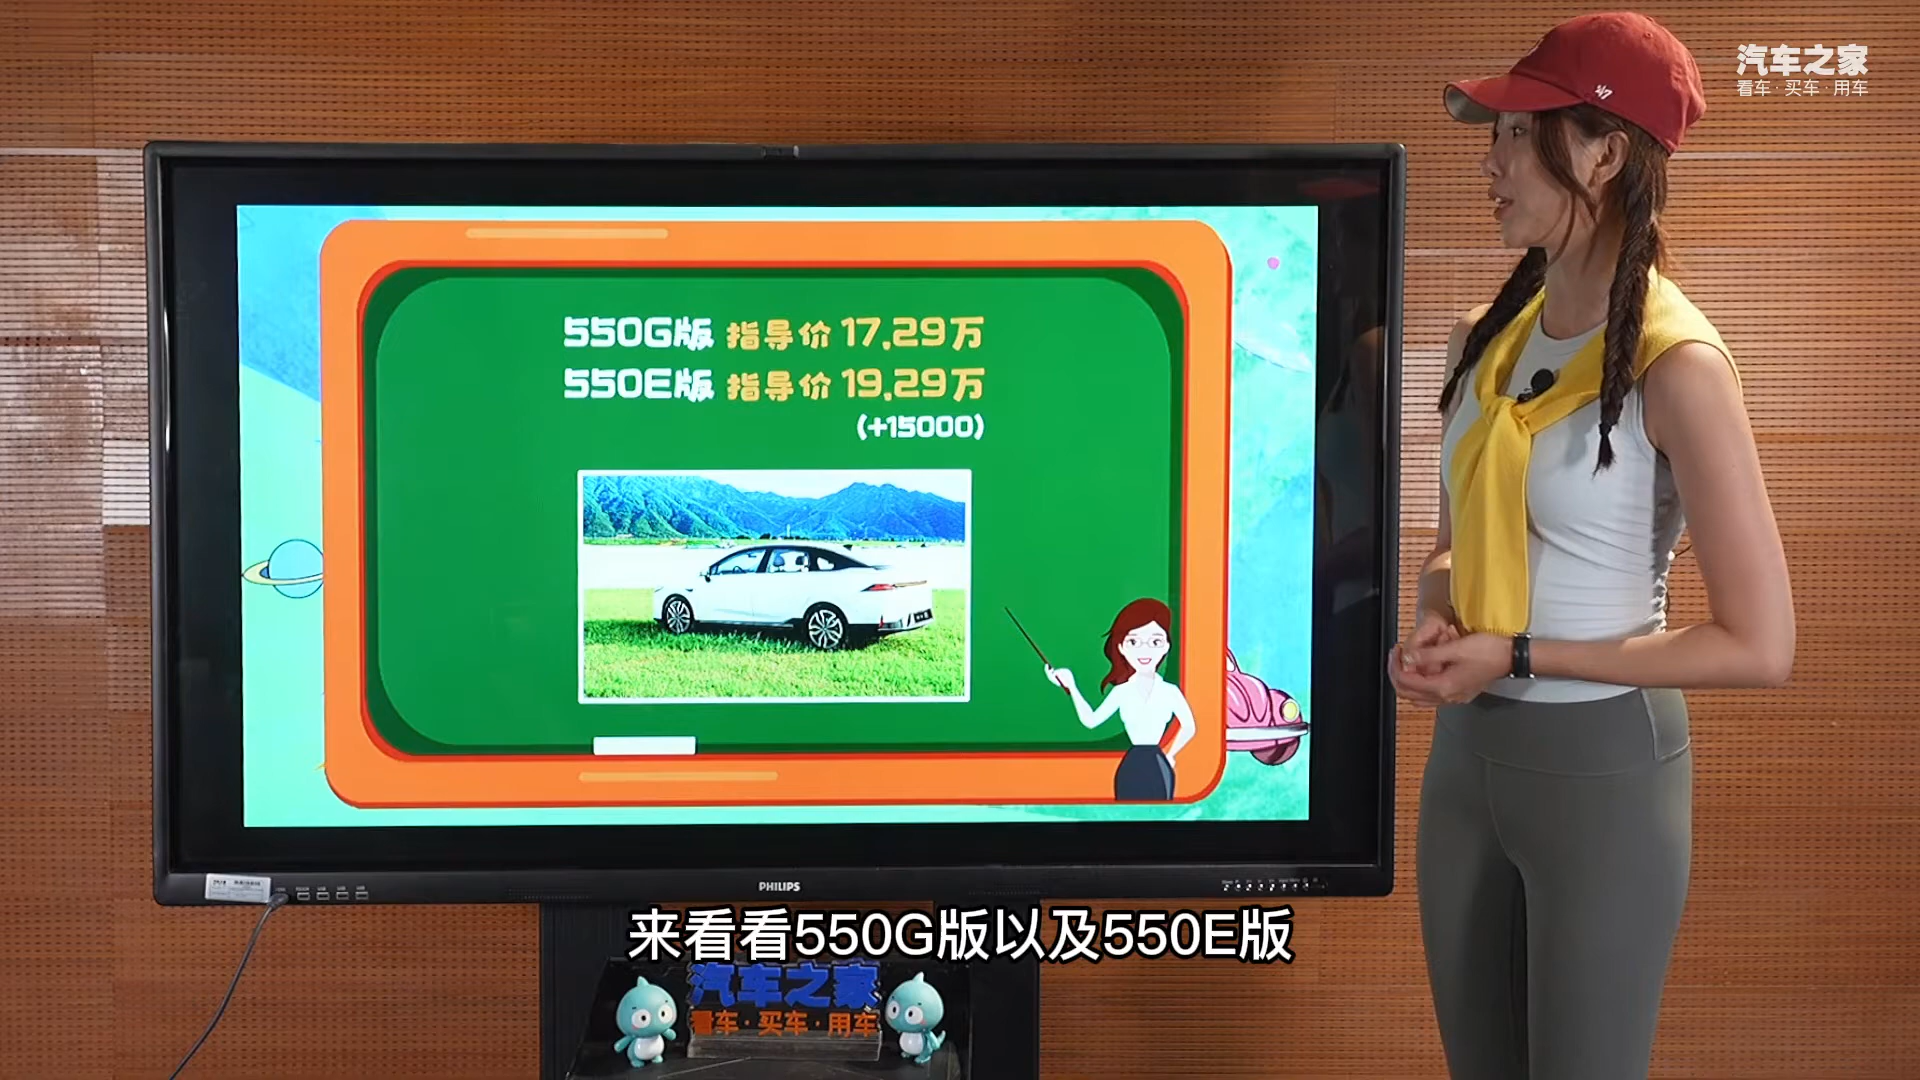 汽车之家
看车·买车·用车
550G版 指导价 17.29万
550E版 指导价 19.29万
(+15000)
PHILIPS
来看看550G版以及550E版
汽车之家
看车·买车·用车